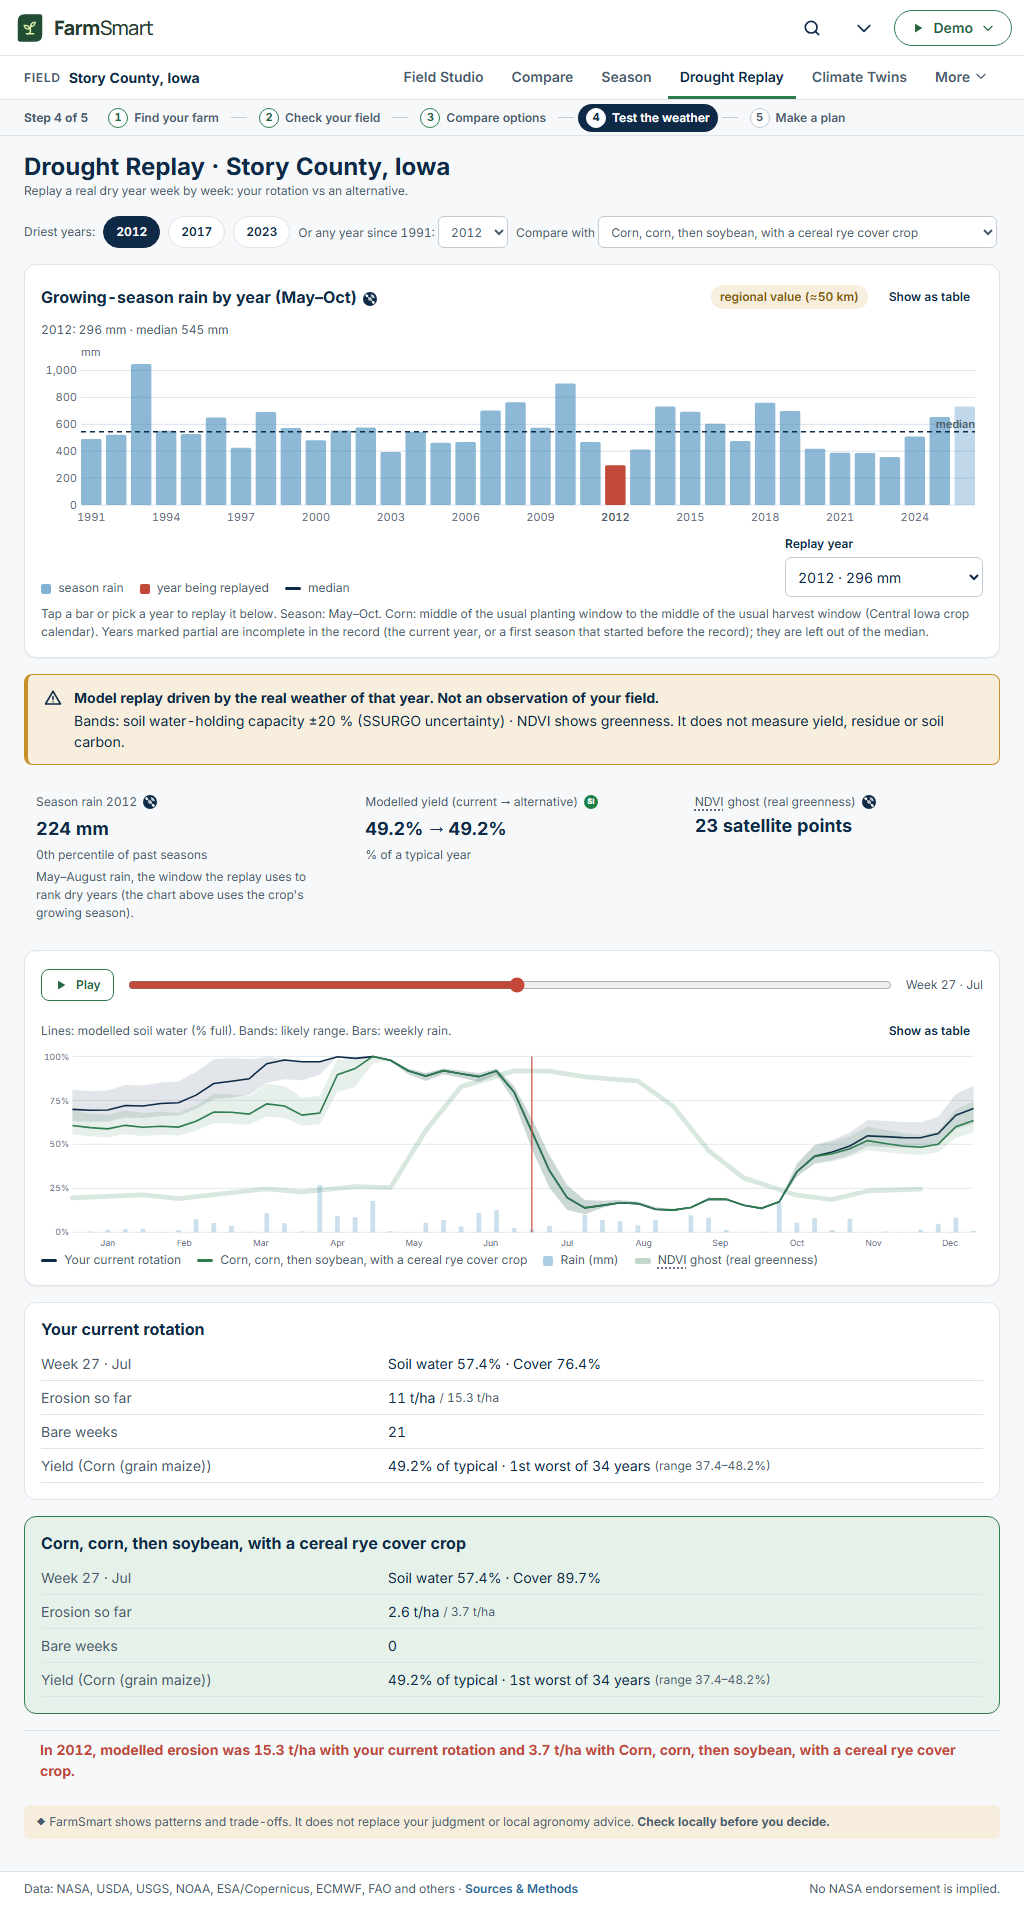 FarmSmart
Demo
FIELD Story County, Iowa
Field Studio Compare Season Drought Replay Climate Twins More
Step 4 of 5 1 Find your farm 2 Check your field 3 Compare options 4 Test the weather 5 Make a plan
Drought Replay · Story County, Iowa
Replay a real dry year week by week: your rotation vs an alternative.
Driest years: 2012 2017 2023 Or any year since 1991: 2012 Compare with Corn, corn, then soybean, with a cereal rye cover crop
Growing-season rain by year (May–Oct) regional value (≈50 km) Show as table
2012: 296 mm · median 545 mm
mm
1,000
800
600
median
400
200
0
1991 1994 1997 2000 2003 2006 2009 2012 2015 2018 2021 2024
Replay year
2012 · 296 mm
season rain year being replayed median
Tap a bar or pick a year to replay it below. Season: May–Oct. Corn: middle of the usual planting window to the middle of the usual harvest window (Central Iowa crop
calendar). Years marked partial are incomplete in the record (the current year, or a first season that started before the record); they are left out of the median.
Model replay driven by the real weather of that year. Not an observation of your field.
Bands: soil water-holding capacity ±20 % (SSURGO uncertainty) · NDVI shows greenness. It does not measure yield, residue or soil
carbon.
Season rain 2012
224 mm
0th percentile of past seasons
May–August rain, the window the replay uses to
rank dry years (the chart above uses the crop's
growing season).
Modelled yield (current → alternative) SI
49.2% → 49.2%
% of a typical year
NDVI ghost (real greenness)
23 satellite points
Play Week 27 · Jul
Lines: modelled soil water (% full). Bands: likely range. Bars: weekly rain. Show as table
100%
75%
50%
25%
0%
Jan Feb Mar Apr May Jun Jul Aug Sep Oct Nov Dec
Your current rotation Corn, corn, then soybean, with a cereal rye cover crop Rain (mm) NDVI ghost (real greenness)
Your current rotation
Week 27 · Jul Soil water 57.4% · Cover 76.4%
Erosion so far 11 t/ha / 15.3 t/ha
Bare weeks 21
Yield (Corn (grain maize)) 49.2% of typical · 1st worst of 34 years (range 37.4–48.2%)
Corn, corn, then soybean, with a cereal rye cover crop
Week 27 · Jul Soil water 57.4% · Cover 89.7%
Erosion so far 2.6 t/ha / 3.7 t/ha
Bare weeks 0
Yield (Corn (grain maize)) 49.2% of typical · 1st worst of 34 years (range 37.4–48.2%)
In 2012, modelled erosion was 15.3 t/ha with your current rotation and 3.7 t/ha with Corn, corn, then soybean, with a cereal rye cover
crop.
◆ FarmSmart shows patterns and trade-offs. It does not replace your judgment or local agronomy advice. Check locally before you decide.
Data: NASA, USDA, USGS, NOAA, ESA/Copernicus, ECMWF, FAO and others · Sources & Methods No NASA endorsement is implied.